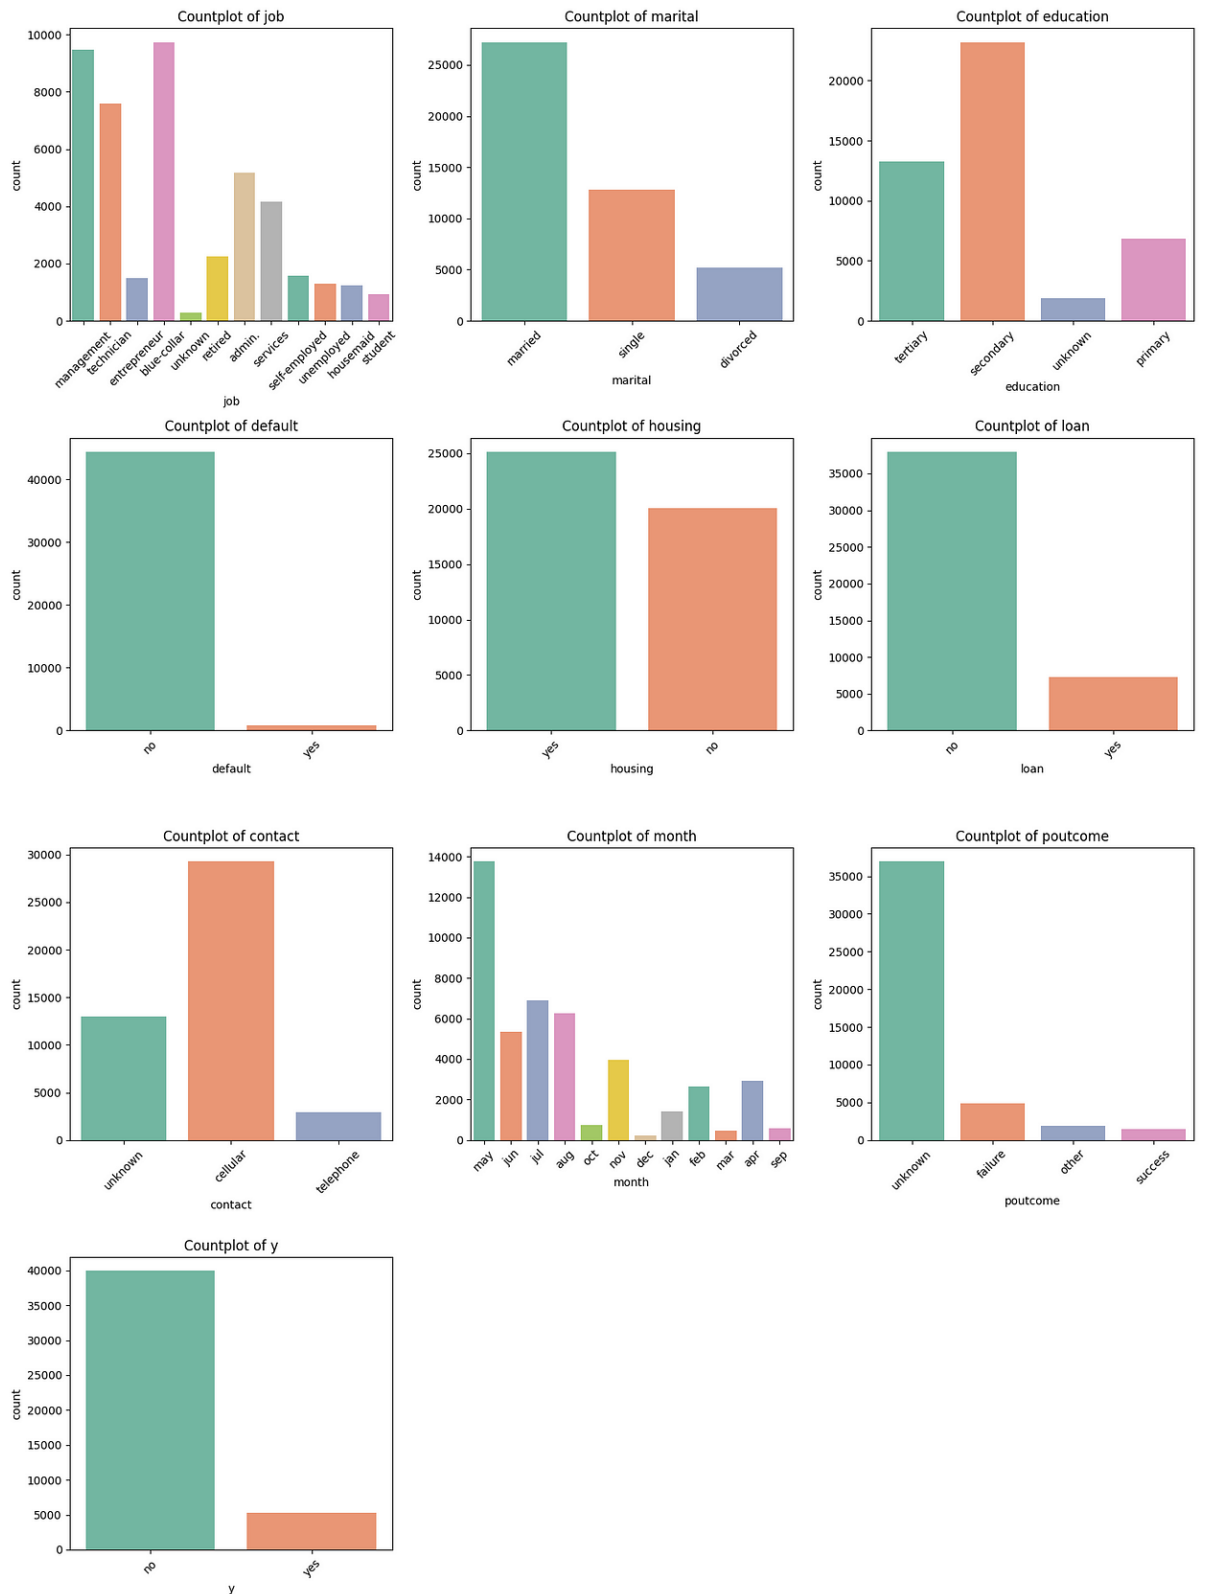 Countplot of job
10000
8000
6000
4000
2000
0
count
management
technician
entrepreneur
blue-collar
unknown
retired
admin.
services
self-employed
unemployed
housemaid
student
job
Countplot of marital
25000
20000
15000
10000
5000
0
count
married
single
divorced
marital
Countplot of education
20000
15000
10000
5000
0
count
tertiary
secondary
unknown
primary
education
Countplot of default
40000
30000
20000
10000
0
count
no
yes
default
Countplot of housing
25000
20000
15000
10000
5000
0
count
yes
no
housing
Countplot of loan
35000
30000
25000
20000
15000
10000
5000
0
count
no
yes
loan
Countplot of contact
30000
25000
20000
15000
10000
5000
0
count
unknown
cellular
telephone
contact
Countplot of month
14000
12000
10000
8000
6000
4000
2000
0
count
may
jun
jul
aug
oct
nov
dec
jan
feb
mar
apr
sep
month
Countplot of poutcome
35000
30000
25000
20000
15000
10000
5000
0
count
unknown
failure
other
success
poutcome
Countplot of y
40000
35000
30000
25000
20000
15000
10000
5000
0
count
no
yes
y